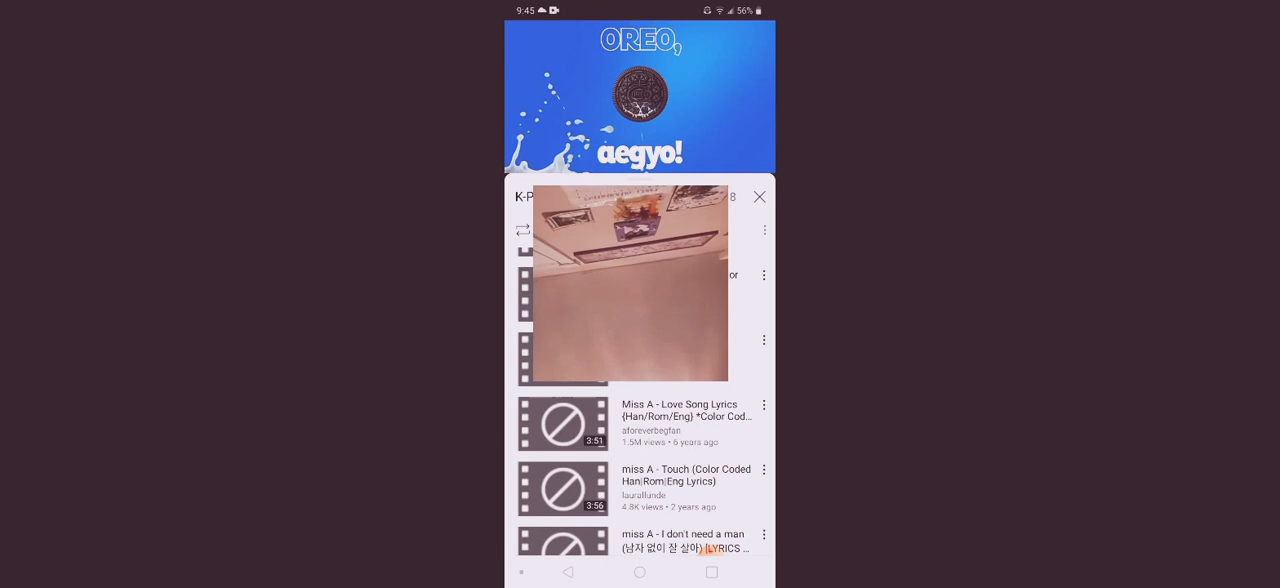 9:45
56%
OREO,
aegyo!
K-P
8
or
Miss A - Love Song Lyrics
{Han/Rom/Eng} *Color Cod...
3:51
aforeverbegfan
1.5M views • 6 years ago
miss A - Touch (Color Coded
Han|Rom|Eng Lyrics)
3:56
laurallunde
4.8K views • 2 years ago
miss A - I don't need a man
(남자 없이 잘 살아) [LYRICS ...